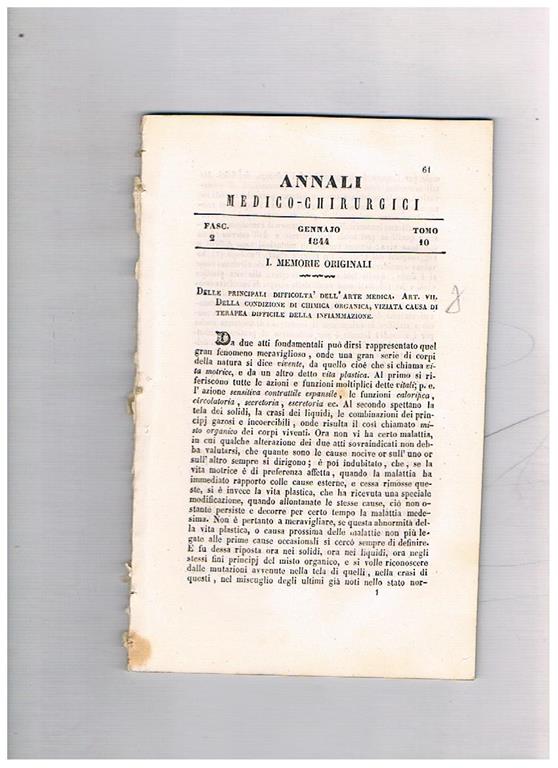 61
ANNALI
MEDICO-CHIRURGICI
FASC. GENNAJO TOMO
2 1844 10
I. MEMORIE ORIGINALI
DELLE PRINCIPALI DIFFICOLTA' DELL'ARTE MEDICA. ART. VII.
DELLA CONDIZIONE DI CHIMICA ORGANICA, VIZIATA CAUSA DI
TERAPEA DIFFICILE DELLA INFIAMMAZIONE.
Da due atti fondamentali può dirsi rappresentato quel
gran fenomeno meraviglioso, onde una gran serie di corpi
della natura si dice vivente, da quello cioè che si chiama vi-
ta motrice, e da un altro detto vita plastica. Al primo si ri-
feriscono tutte le azioni e funzioni moltiplici dette vitali; p. e.
l'azione sensitiva contrattile espansile, le funzioni calorifica,
circolatoria, secretoria, escretoria ec. Al secondo spettano la
tela dei solidi, la crasi dei liquidi, le combinazioni dei prin-
cipj gazosi e incoercibili, onde risulta il così chiamato mi-
sto organico dei corpi viventi. Ora non vi ha certo malattia,
in cui qualche alterazione dei due atti sovraindicati non deb-
ba valutarsi, che quante sono le cause nocive or sull'uno or
sull'altro sempre si dirigono; è poi indubitato, che, se la
vita motrice è di preferenza affetta, quando la malattia ha
immediato rapporto colle cause esterne, e cessa rimosse que-
ste, si è invece la vita plastica, che ha ricevuta una speciale
modificazione, quando allontanate le stesse cause, ciò non o-
stante persiste e decorre per certo tempo la malattia mede-
sima. Non è pertanto a meravigliare, se questa abnormità del-
la vita plastica, o causa prossima delle malattie non più le-
gate alle prime cause occasionali si cercò sempre di definire.
E fu dessa riposta ora nei solidi, ora nei liquidi, ora negli
stessi fini principj del misto organico, e si volle riconoscere
dalle mutazioni avvenute nella tela di quelli, nella crasi di
questi, nel miscuglio degli ultimi già noti nello stato nor-
1